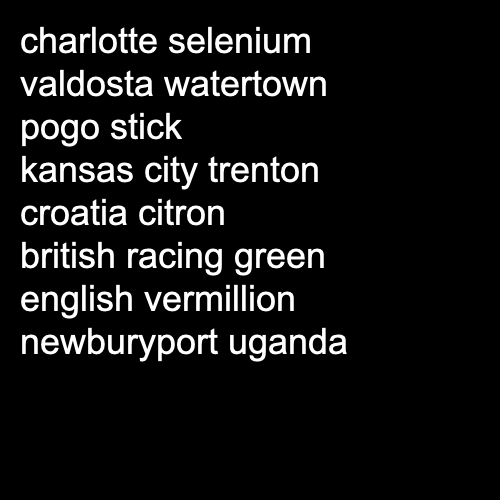 charlotte selenium
valdosta watertown
pogo stick
kansas city trenton
croatia citron
british racing green
english vermillion
newburyport uganda